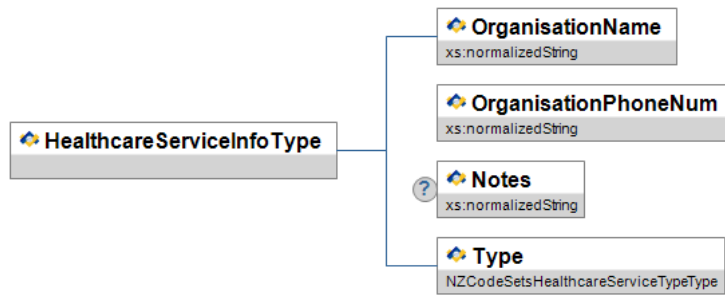 OrganisationName
xs:normalizedString
OrganisationPhoneNum
xs:normalizedString
HealthcareServiceInfoType
?
Notes
xs:normalizedString
Type
NZCodeSetsHealthcareServiceTypeType